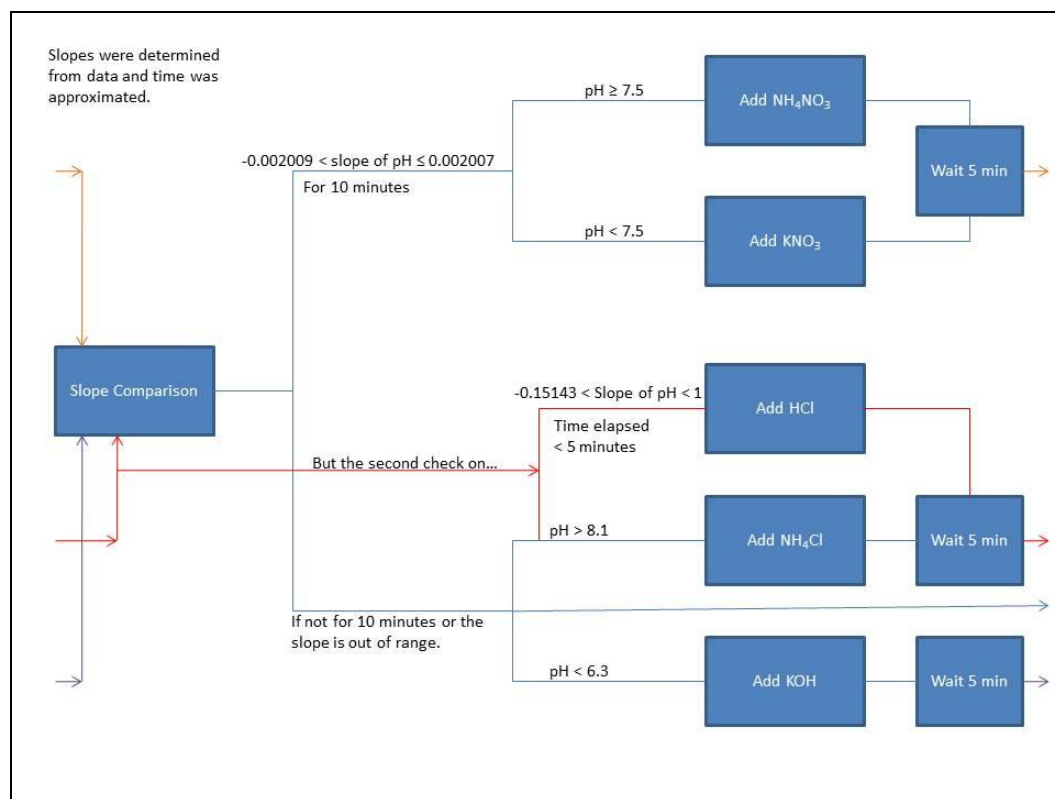 Slopes were determined
from data and time was
approximated.
pH ≥ 7.5
Add NH₄NO₃
-0.002009 < slope of pH ≤ 0.002007
For 10 minutes
Wait 5 min
pH < 7.5
Add KNO₃
Slope Comparison
-0.15143 < Slope of pH < 1
Add HCl
Time elapsed
< 5 minutes
But the second check on...
pH > 8.1
Add NH₄Cl
Wait 5 min
If not for 10 minutes or the
slope is out of range.
pH < 6.3
Add KOH
Wait 5 min